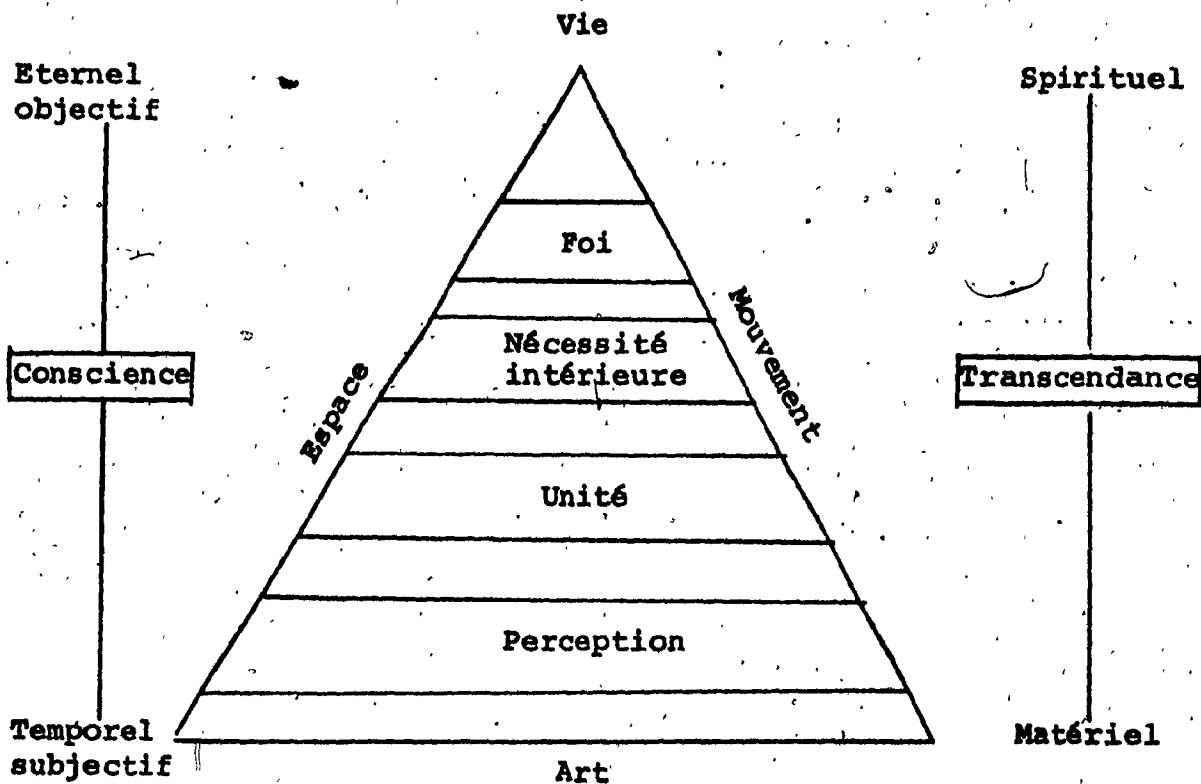 Vie
Eternel
objectif
Spirituel
Foi
Mouvement
Nécessité
intérieure
Conscience
Transcendance
Espace
Unité
Perception
Temporel
subjectif
Matériel
Art